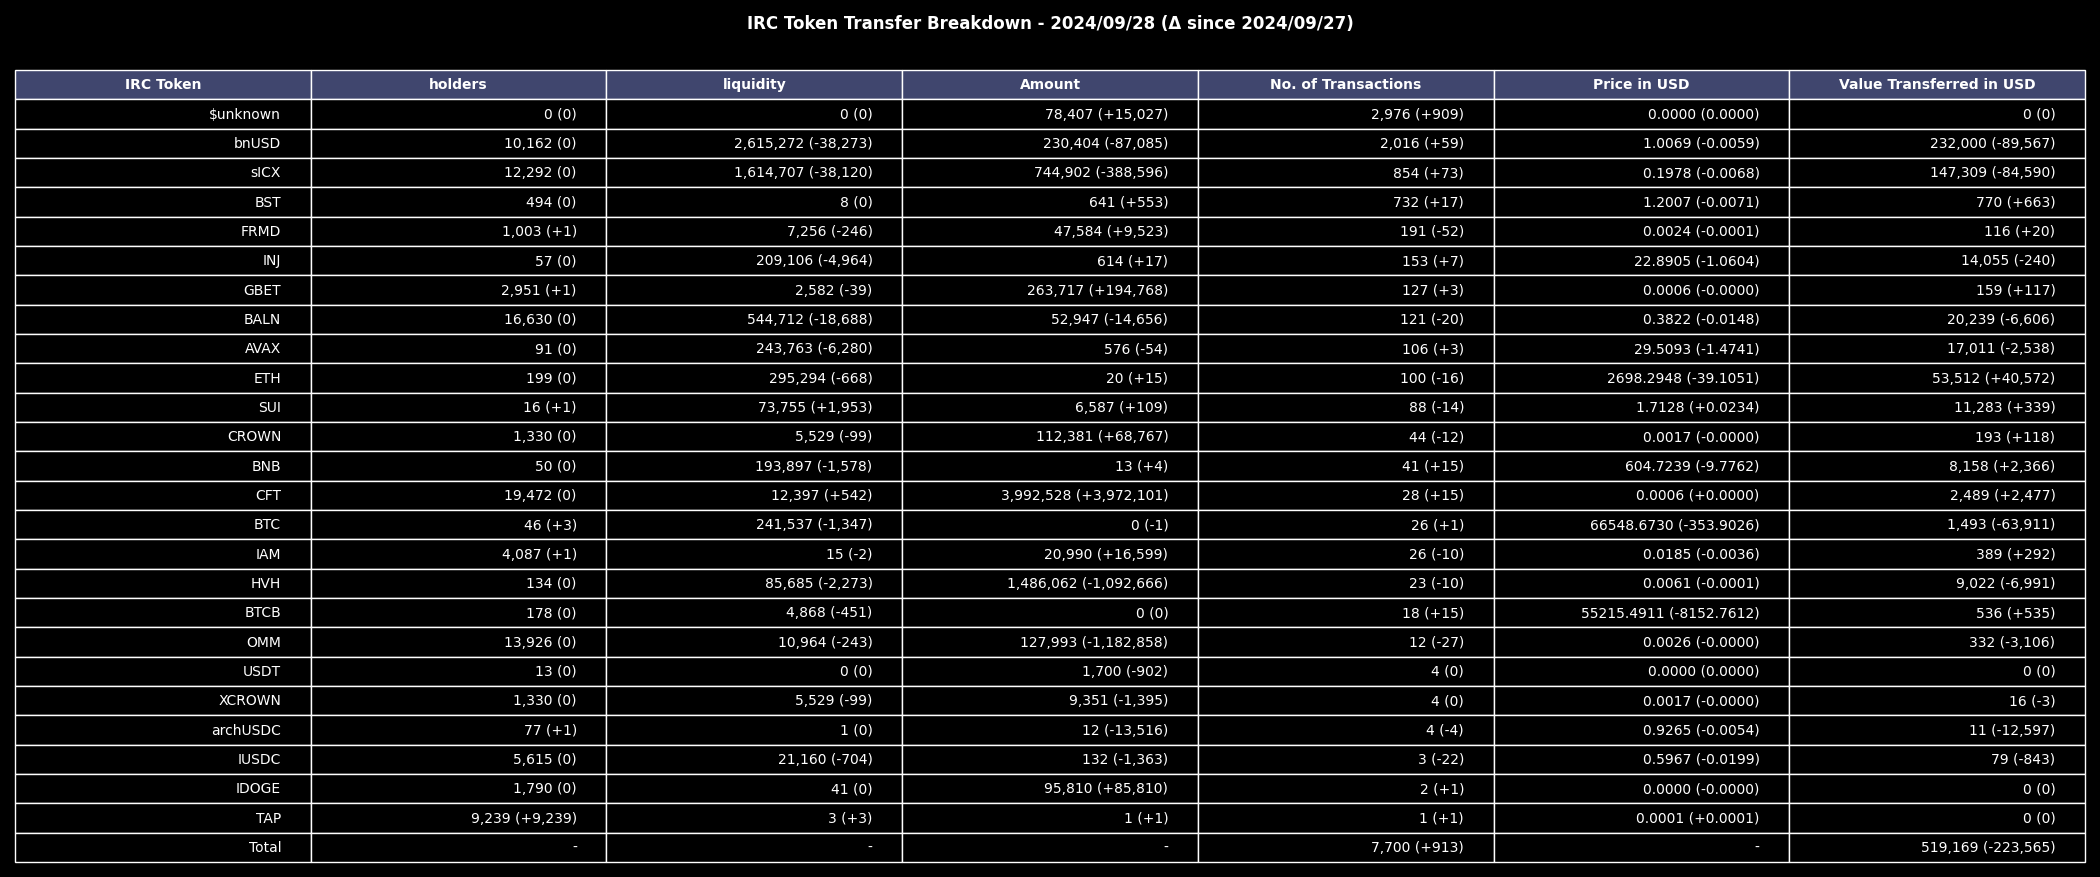 IRC Token Transfer Breakdown - 2024/09/28 (Δ since 2024/09/27)
IRC Token holders liquidity Amount No. of Transactions Price in USD Value Transferred in USD
$unknown 0 (0) 0 (0) 78,407 (+15,027) 2,976 (+909) 0.0000 (0.0000) 0 (0)
bnUSD 10,162 (0) 2,615,272 (-38,273) 230,404 (-87,085) 2,016 (+59) 1.0069 (-0.0059) 232,000 (-89,567)
sICX 12,292 (0) 1,614,707 (-38,120) 744,902 (-388,596) 854 (+73) 0.1978 (-0.0068) 147,309 (-84,590)
BST 494 (0) 8 (0) 641 (+553) 732 (+17) 1.2007 (-0.0071) 770 (+663)
FRMD 1,003 (+1) 7,256 (-246) 47,584 (+9,523) 191 (-52) 0.0024 (-0.0001) 116 (+20)
INJ 57 (0) 209,106 (-4,964) 614 (+17) 153 (+7) 22.8905 (-1.0604) 14,055 (-240)
GBET 2,951 (+1) 2,582 (-39) 263,717 (+194,768) 127 (+3) 0.0006 (-0.0000) 159 (+117)
BALN 16,630 (0) 544,712 (-18,688) 52,947 (-14,656) 121 (-20) 0.3822 (-0.0148) 20,239 (-6,606)
AVAX 91 (0) 243,763 (-6,280) 576 (-54) 106 (+3) 29.5093 (-1.4741) 17,011 (-2,538)
ETH 199 (0) 295,294 (-668) 20 (+15) 100 (-16) 2698.2948 (-39.1051) 53,512 (+40,572)
SUI 16 (+1) 73,755 (+1,953) 6,587 (+109) 88 (-14) 1.7128 (+0.0234) 11,283 (+339)
CROWN 1,330 (0) 5,529 (-99) 112,381 (+68,767) 44 (-12) 0.0017 (-0.0000) 193 (+118)
BNB 50 (0) 193,897 (-1,578) 13 (+4) 41 (+15) 604.7239 (-9.7762) 8,158 (+2,366)
CFT 19,472 (0) 12,397 (+542) 3,992,528 (+3,972,101) 28 (+15) 0.0006 (+0.0000) 2,489 (+2,477)
BTC 46 (+3) 241,537 (-1,347) 0 (-1) 26 (+1) 66548.6730 (-353.9026) 1,493 (-63,911)
IAM 4,087 (+1) 15 (-2) 20,990 (+16,599) 26 (-10) 0.0185 (-0.0036) 389 (+292)
HVH 134 (0) 85,685 (-2,273) 1,486,062 (-1,092,666) 23 (-10) 0.0061 (-0.0001) 9,022 (-6,991)
BTCB 178 (0) 4,868 (-451) 0 (0) 18 (+15) 55215.4911 (-8152.7612) 536 (+535)
OMM 13,926 (0) 10,964 (-243) 127,993 (-1,182,858) 12 (-27) 0.0026 (-0.0000) 332 (-3,106)
USDT 13 (0) 0 (0) 1,700 (-902) 4 (0) 0.0000 (0.0000) 0 (0)
XCROWN 1,330 (0) 5,529 (-99) 9,351 (-1,395) 4 (0) 0.0017 (-0.0000) 16 (-3)
archUSDC 77 (+1) 1 (0) 12 (-13,516) 4 (-4) 0.9265 (-0.0054) 11 (-12,597)
IUSDC 5,615 (0) 21,160 (-704) 132 (-1,363) 3 (-22) 0.5967 (-0.0199) 79 (-843)
IDOGE 1,790 (0) 41 (0) 95,810 (+85,810) 2 (+1) 0.0000 (-0.0000) 0 (0)
TAP 9,239 (+9,239) 3 (+3) 1 (+1) 1 (+1) 0.0001 (+0.0001) 0 (0)
Total - - - 7,700 (+913) - 519,169 (-223,565)